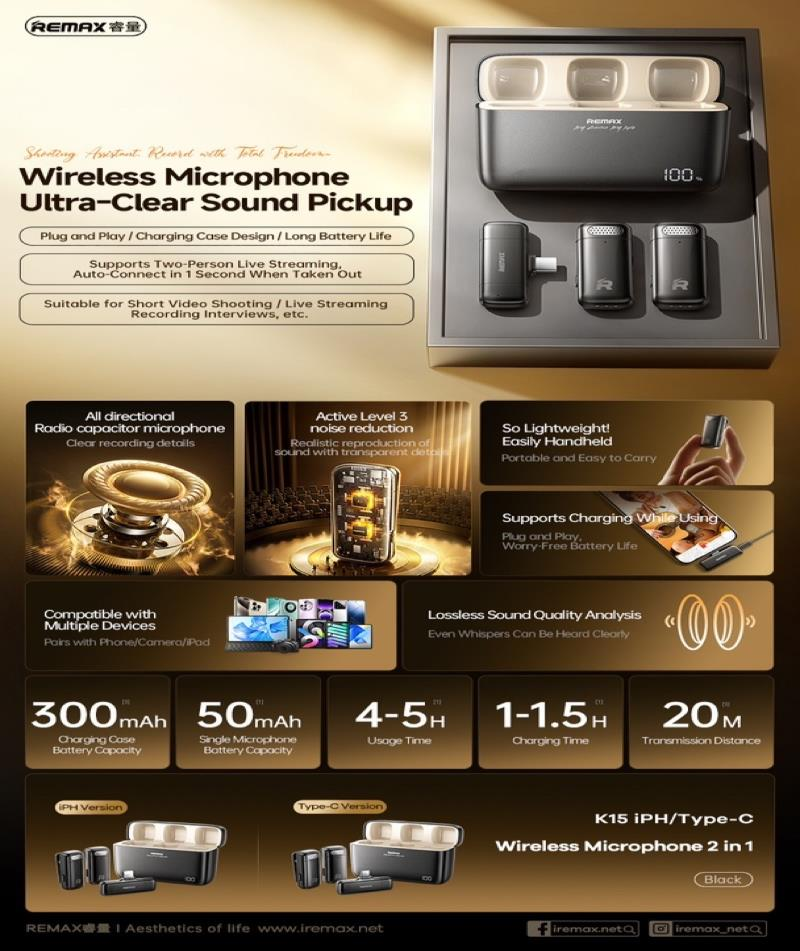 REMAX睿量
Shooting Assistant, Record with Total Freedom
Wireless Microphone
Ultra-Clear Sound Pickup
Plug and Play / Charging Case Design / Long Battery Life
Supports Two-Person Live Streaming,
Auto-Connect in 1 Second When Taken Out
Suitable for Short Video Shooting / Live Streaming
Recording Interviews, etc.
REMAX
100%
REMAX
R
R
All directional
Radio capacitor microphone
Clear recording details
Active Level 3
noise reduction
Realistic reproduction of
sound with transparent details
So Lightweight!
Easily Handheld
Portable and Easy to Carry
Supports Charging While Using
Plug and Play,
Worry-Free Battery Life
Compatible with
Multiple Devices
Pairs with Phone/Camera/iPad
Lossless Sound Quality Analysis
Even Whispers Can Be Heard Clearly
300mAh
Charging Case
Battery Capacity
50mAh
Single Microphone
Battery Capacity
4-5H
Usage Time
1-1.5H
Charging Time
20M
Transmission Distance
iPH Version
Type-C Version
K15 iPH/Type-C
Wireless Microphone 2 in 1
Black
REMAX睿量 | Aesthetics of life www.iremax.net
iremax.net
iremax_net